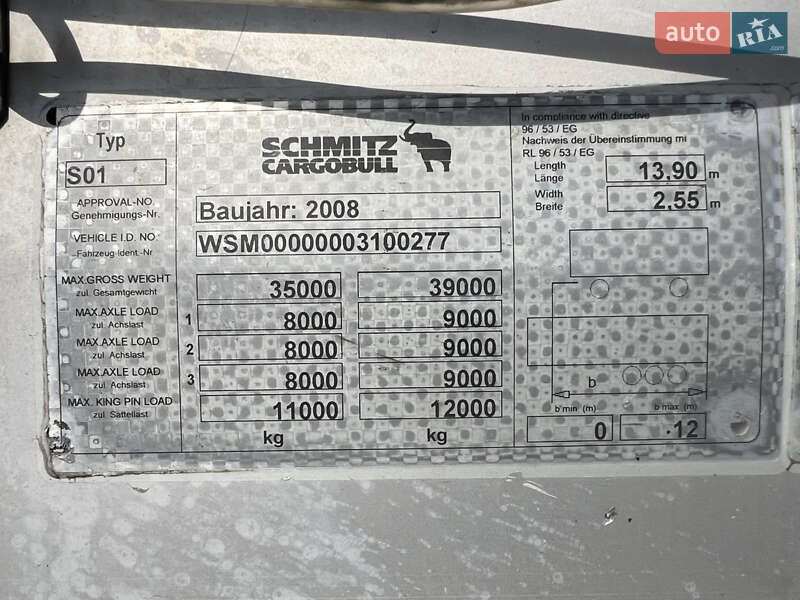 auto RIA .com
Typ
S01
APPROVAL-NO.
Genehmigungs-Nr.
VEHICLE I.D. NO.
Fahrzeug-Ident -Nr
SCHMITZ
CARGOBULL
Baujahr: 2008
WSM00000003100277
MAX.GROSS WEIGHT
zul. Gesamtgewicht
35000 39000
MAX.AXLE LOAD
zul. Achslast
1 8000 9000
MAX.AXLE LOAD
zul. Achslast
2 8000 9000
MAX.AXLE LOAD
zul. Achslast
3 8000 9000
MAX. KING PIN LOAD
zul. Sattellast
11000 12000
kg kg
In compliance with directive
96 / 53 / EG
Nachweis der Übereinstimmung mi
RL 96 / 53 / EG
Length
Länge
13,90 m
Width
Breite
2,55 m
b
b min (m) b max (m)
0 12